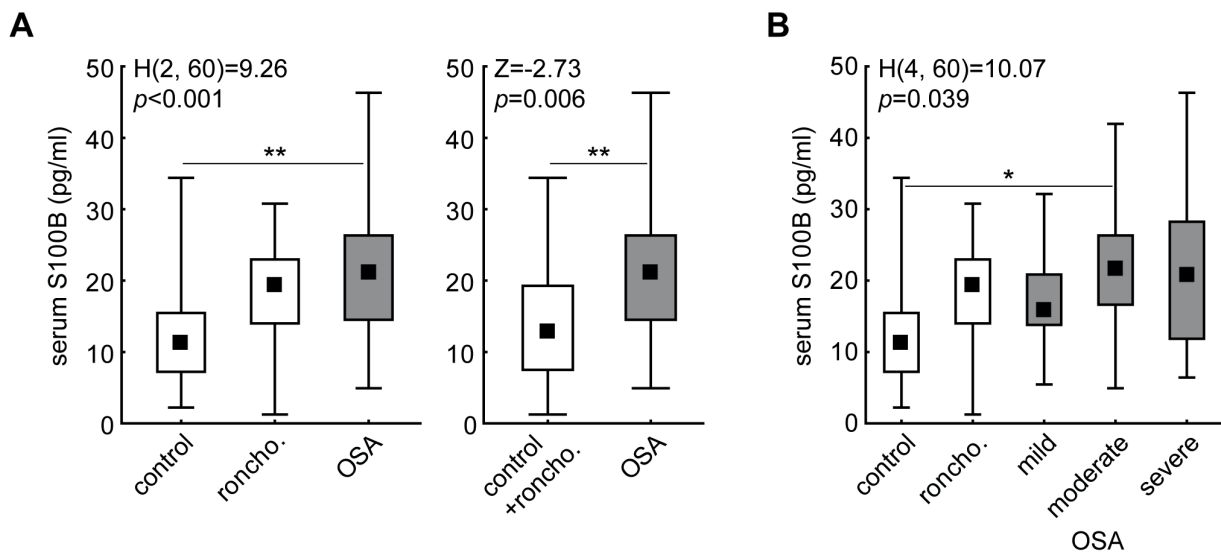 A
H(2, 60)=9.26
p<0.001
serum S100B (pg/ml)
50
40
30
20
10
0
**
control
roncho.
OSA
Z=-2.73
p=0.006
50
40
30
20
10
0
**
control
+roncho.
OSA
B
H(4, 60)=10.07
p=0.039
serum S100B (pg/ml)
50
40
30
20
10
0
*
control
roncho.
mild
moderate
severe
OSA